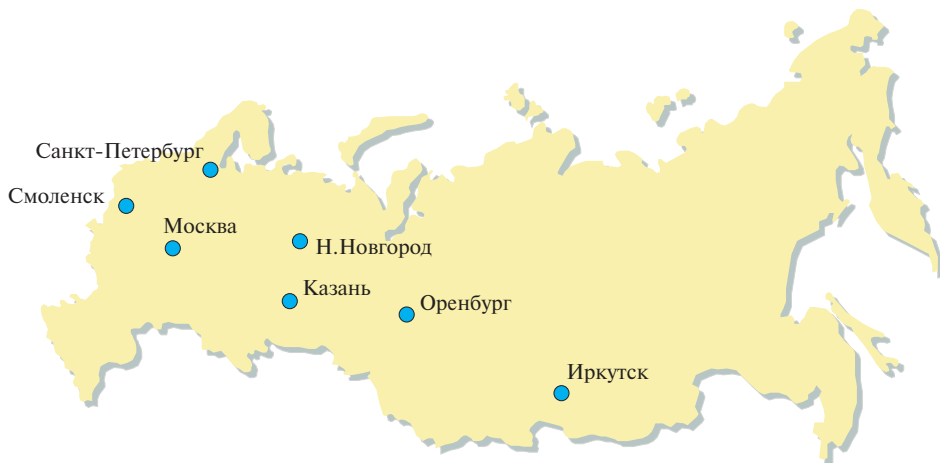 Санкт-Петербург
Смоленск
Москва
Н.Новгород
Казань
Оренбург
Иркутск